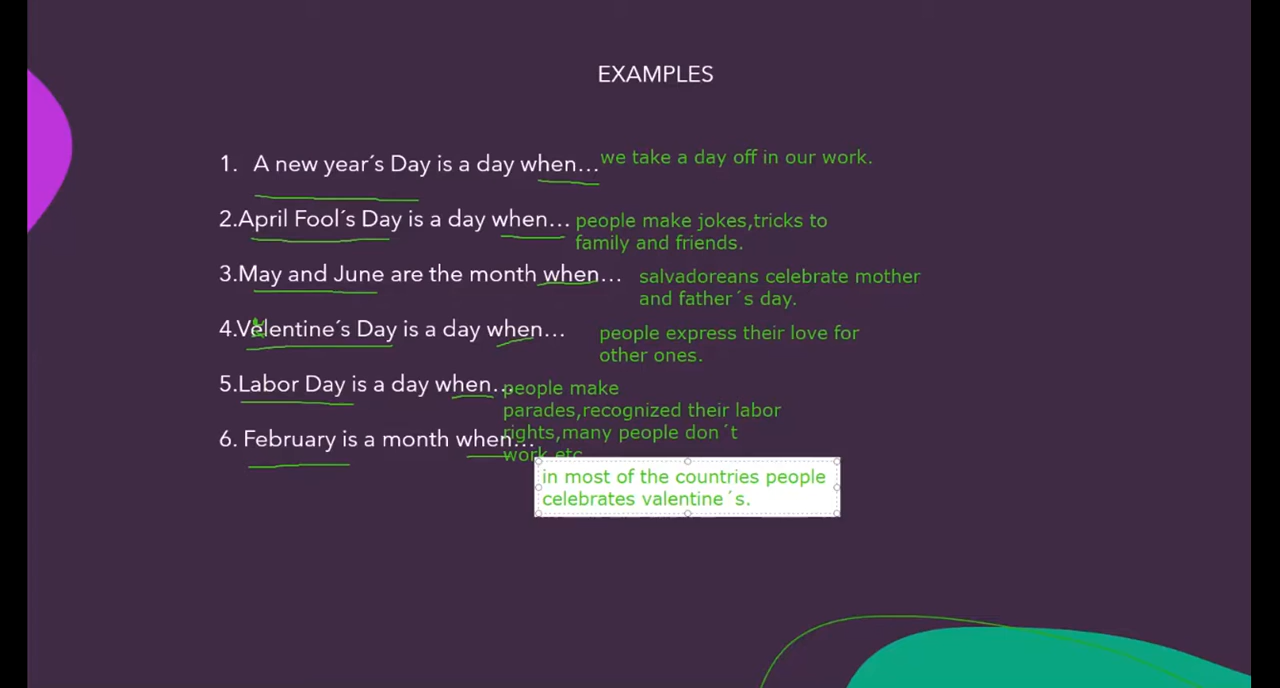 EXAMPLES
1. A new year´s Day is a day when... we take a day off in our work.
2.April Fool´s Day is a day when... people make jokes,tricks to
family and friends.
3.May and June are the month when... salvadoreans celebrate mother
and father´s day.
4.Velentine´s Day is a day when... people express their love for
other ones.
5.Labor Day is a day when... people make
parades,recognized their labor
6. February is a month when... rights,many people don´t
work,etc
in most of the countries people
celebrates valentine´s.